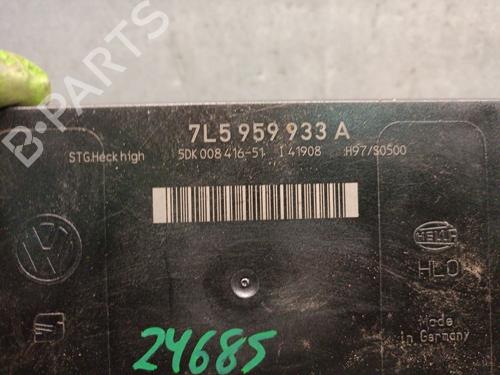 7L5 959 933 A
STG.Heck high 5DK 008 416-51 I 41908 H97/S0500
HELLA
HLO
Made
in Germany
24685
B-PARTS